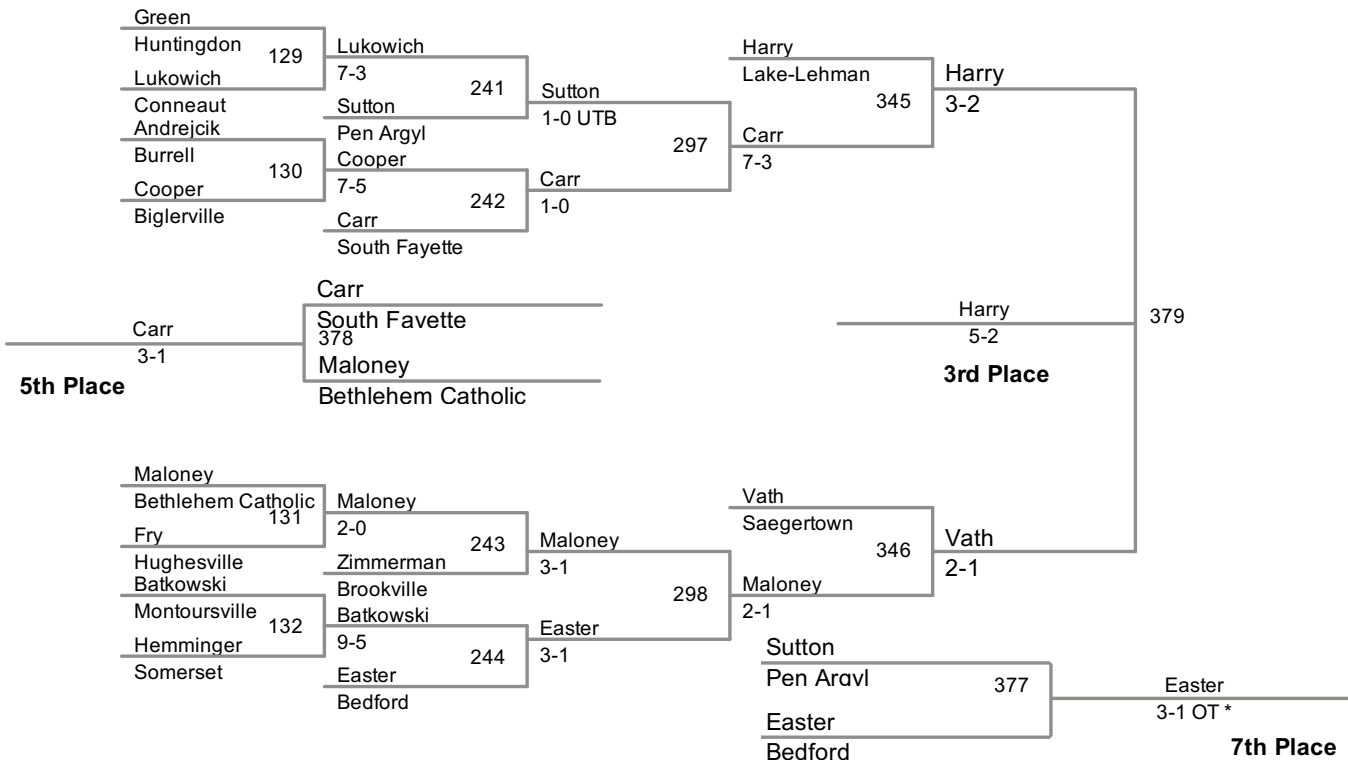 Green
Huntingdon
129
Lukowich
Conneaut
Lukowich
7-3
241
Sutton
Pen Argyl
Andrejcik
Burrell
130
Cooper
Biglerville
Cooper
7-5
242
Carr
South Fayette
Sutton
1-0 UTB
297
Carr
1-0
Harry
Lake-Lehman
345
Carr
7-3
Harry
3-2
Carr
3-1
5th Place
Carr
South Favette
378
Maloney
Bethlehem Catholic
Harry
5-2
3rd Place
379
Maloney
Bethlehem Catholic
131
Fry
Hughesville
Maloney
2-0
243
Zimmerman
Brookville
Batkowski
Montoursville
132
Hemminger
Somerset
Batkowski
9-5
244
Easter
Bedford
Maloney
3-1
298
Easter
3-1
Vath
Saegertown
346
Maloney
2-1
Vath
2-1
Sutton
Pen Aravl
377
Easter
Bedford
Easter
3-1 OT *
7th Place